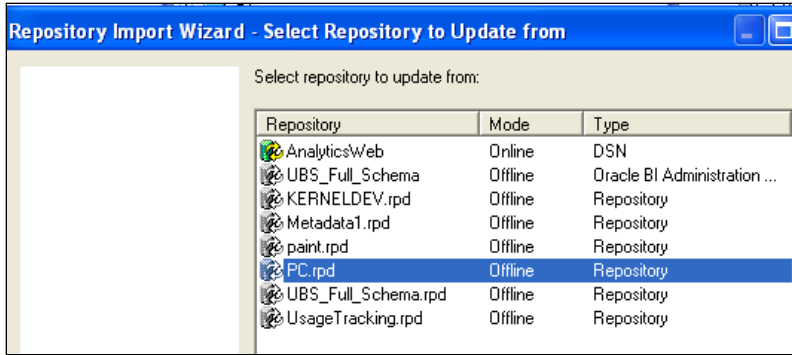 Repository Import Wizard - Select Repository to Update from
Select repository to update from:
Repository Mode Type
AnalyticsWeb Online DSN
UBS_Full_Schema Offline Oracle BI Administration ...
KERNELDEV.rpd Offline Repository
Metadata1.rpd Offline Repository
paint.rpd Offline Repository
PC.rpd Offline Repository
UBS_Full_Schema.rpd Offline Repository
UsageTracking.rpd Offline Repository